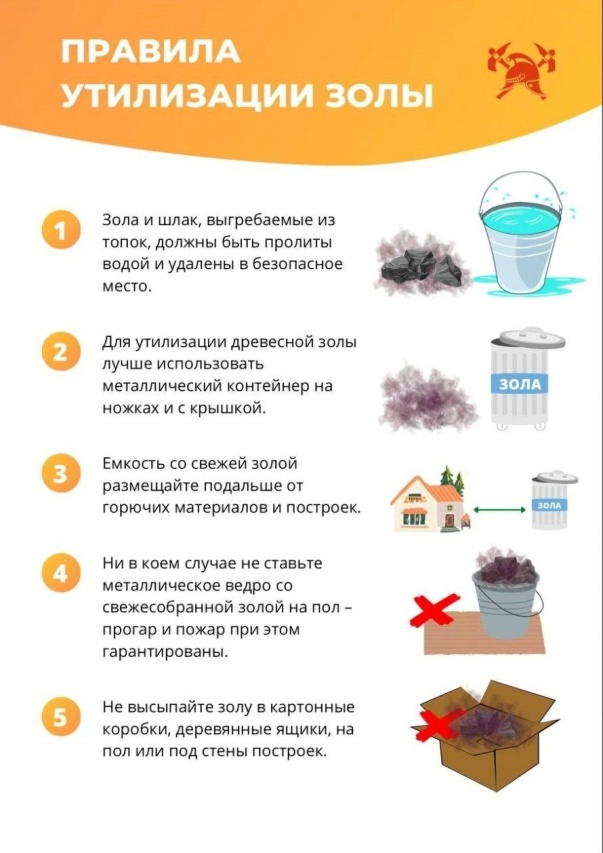 ПРАВИЛА
УТИЛИЗАЦИИ ЗОЛЫ
1
Зола и шлак, выгребаемые из
топок, должны быть пролиты
водой и удалены в безопасное
место.
2
Для утилизации древесной золы
лучше использовать
металлический контейнер на
ножках и с крышкой.
ЗОЛА
3
Емкость со свежей золой
размещайте подальше от
горючих материалов и построек.
ЗОЛА
4
Ни в коем случае не ставьте
металлическое ведро со
свежесобранной золой на пол –
прогар и пожар при этом
гарантированы.
5
Не высыпайте золу в картонные
коробки, деревянные ящики, на
пол или под стены построек.